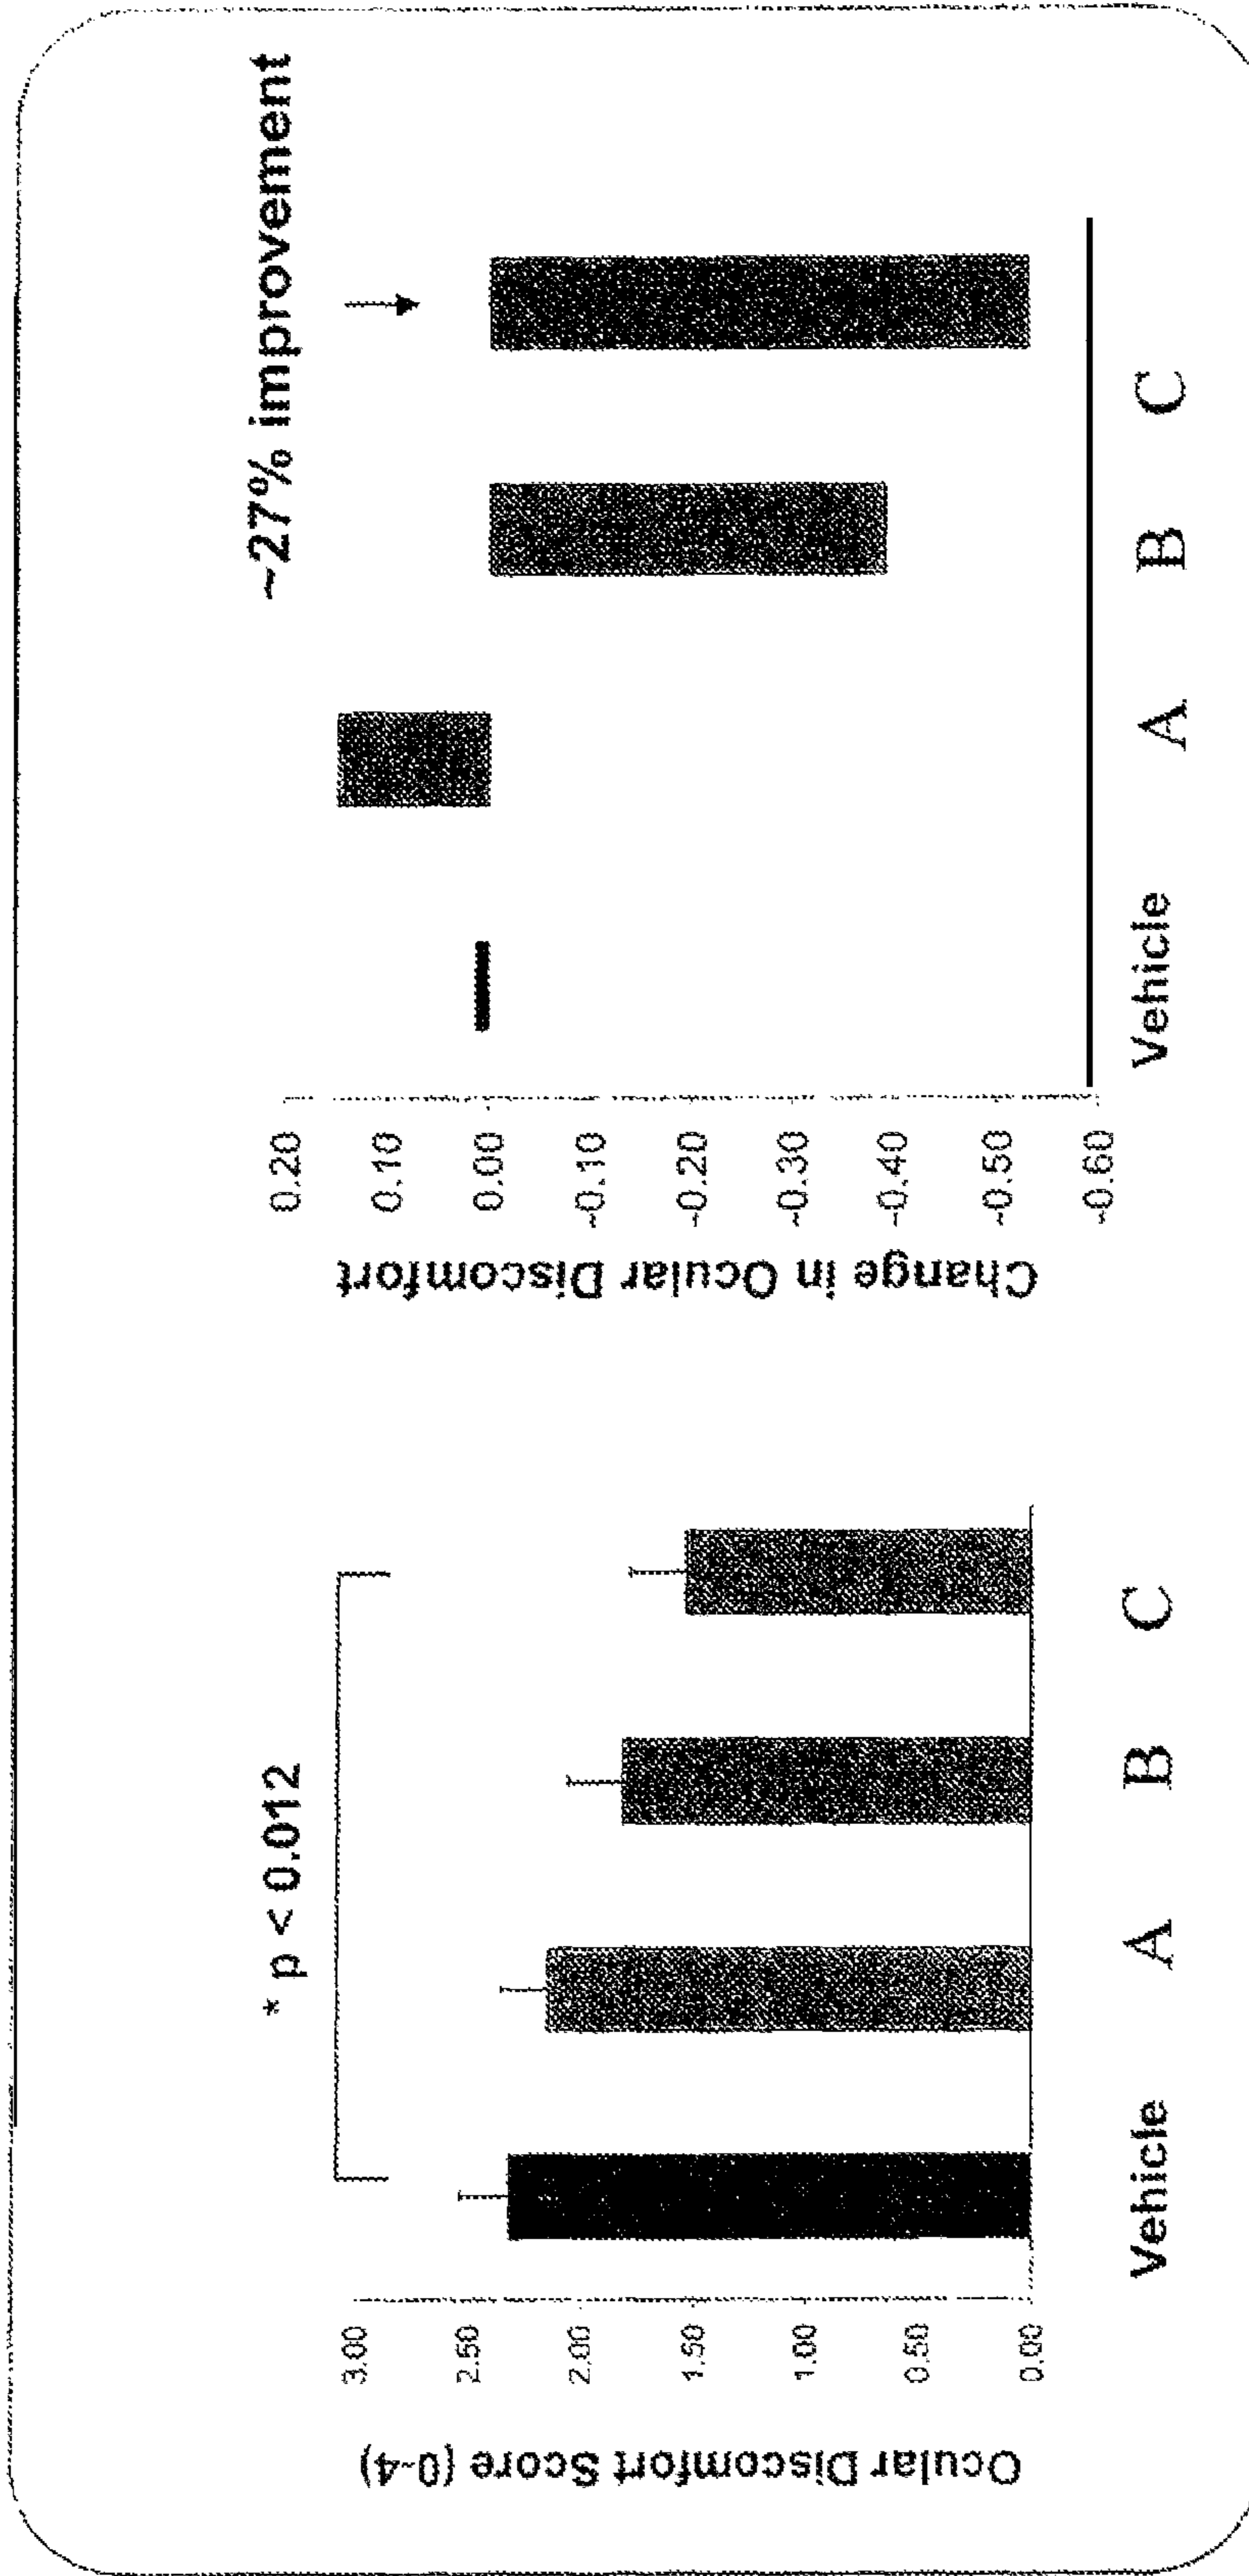 * p < 0.012
Ocular Discomfort Score (0-4)
3.00
2.50
2.00
1.50
1.00
0.50
0.00
Vehicle A B C
~27% improvement
Change in Ocular Discomfort
0.20
0.10
0.00
-0.10
-0.20
-0.30
-0.40
-0.50
-0.60
Vehicle A B C